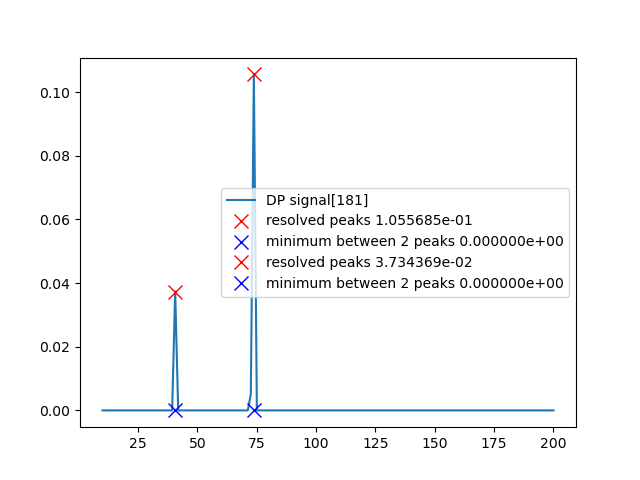 0.10
0.08
0.06
0.04
0.02
0.00
DP signal[181]
resolved peaks 1.055685e-01
minimum between 2 peaks 0.000000e+00
resolved peaks 3.734369e-02
minimum between 2 peaks 0.000000e+00
25 50 75 100 125 150 175 200